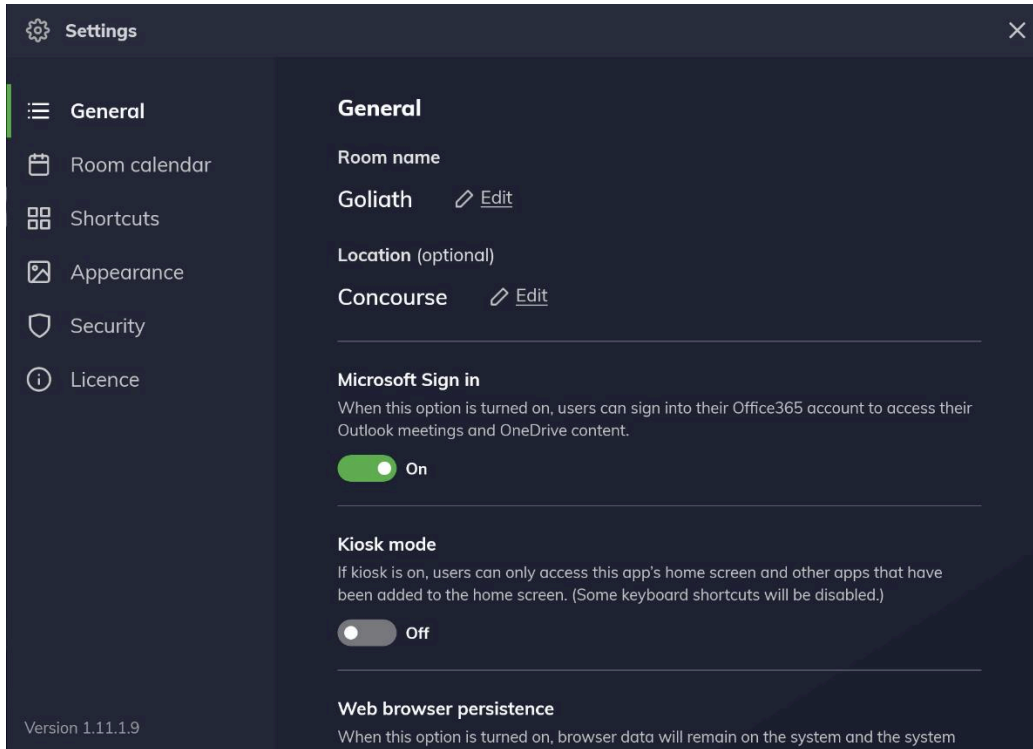 Settings
General
Room calendar
Shortcuts
Appearance
Security
Licence
Version 1.11.1.9
General
Room name
Goliath Edit
Location (optional)
Concourse Edit
Microsoft Sign in
When this option is turned on, users can sign into their Office365 account to access their
Outlook meetings and OneDrive content.
On
Kiosk mode
If kiosk is on, users can only access this app's home screen and other apps that have
been added to the home screen. (Some keyboard shortcuts will be disabled.)
Off
Web browser persistence
When this option is turned on, browser data will remain on the system and the system